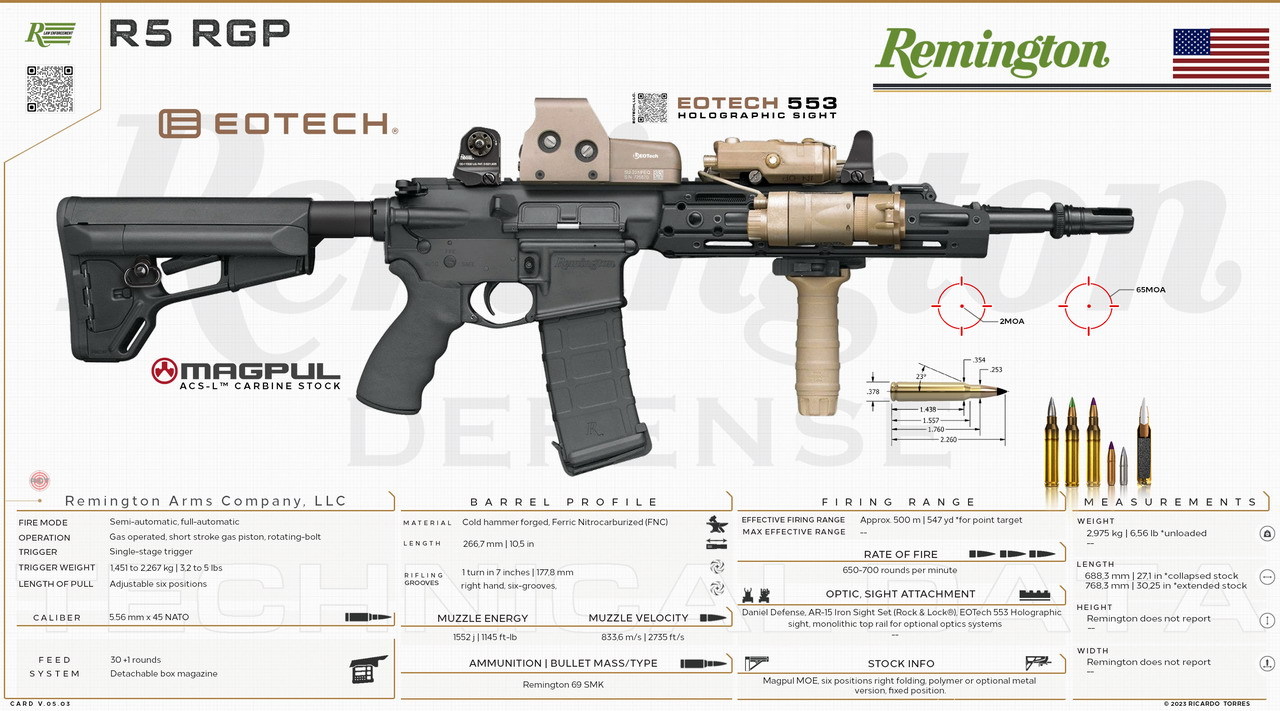 R LAW ENFORCEMENT
R5 RGP
Remington
EOTECH®
EOTECH 553
HOLOGRAPHIC SIGHT
EOTech
Remington
65MOA
2MOA
MAGPUL
ACS-L™ CARBINE STOCK
.354
.253
23°
.378
1.438
1.557
1.760
2.260
Remington
DEFENSE
TECHNICAL DATA
Remington Arms Company, LLC
FIRE MODE Semi-automatic, full-automatic
OPERATION Gas operated, short stroke gas piston, rotating-bolt
TRIGGER Single-stage trigger
TRIGGER WEIGHT 1,451 to 2,267 kg | 3,2 to 5 lbs
LENGTH OF PULL Adjustable six positions
CALIBER 5.56 mm x 45 NATO
FEED SYSTEM
30 +1 rounds
Detachable box magazine
BARREL PROFILE
MATERIAL Cold hammer forged, Ferric Nitrocarburized (FNC)
LENGTH 266,7 mm | 10,5 in
RIFLING GROOVES
1 turn in 7 inches | 177,8 mm
right hand, six-grooves,
MUZZLE ENERGY MUZZLE VELOCITY
1552 j | 1145 ft-lb 833,6 m/s | 2735 ft/s
AMMUNITION | BULLET MASS/TYPE
Remington 69 SMK
FIRING RANGE
EFFECTIVE FIRING RANGE Approx. 500 m | 547 yd *for point target
MAX EFFECTIVE RANGE --
RATE OF FIRE
650-700 rounds per minute
OPTIC, SIGHT ATTACHMENT
Daniel Defense, AR-15 Iron Sight Set (Rock & Lock®), EOTech 553 Holographic
sight, monolithic top rail for optional optics systems
--
STOCK INFO
Magpul MOE, six positions right folding, polymer or optional metal
version, fixed position.
MEASUREMENTS
WEIGHT
2,975 kg | 6,56 lb *unloaded
--
LENGTH
688,3 mm | 27,1 in *collapsed stock
768,3 mm | 30,25 in *extended stock
HEIGHT
Remington does not report
--
WIDTH
Remington does not report
--
CARD V.05.03
© 2023 RICARDO TORRES